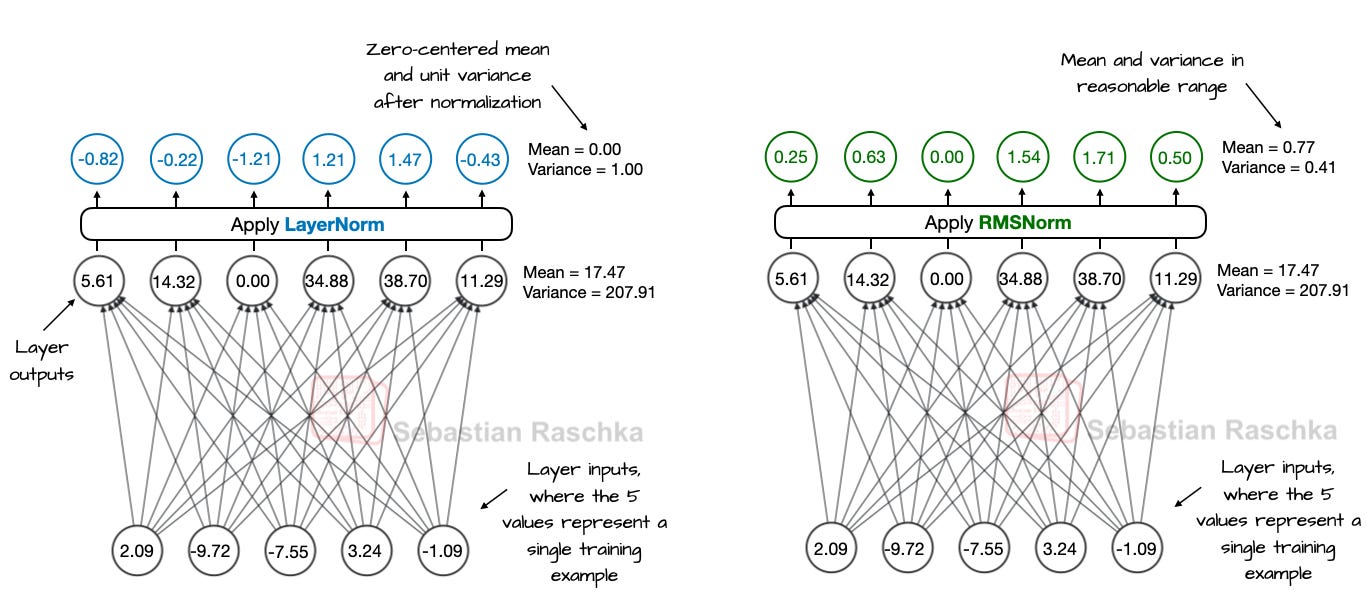 Zero-centered mean
and unit variance
after normalization
-0.82 -0.22 -1.21 1.21 1.47 -0.43
Mean = 0.00
Variance = 1.00
Apply LayerNorm
5.61 14.32 0.00 34.88 38.70 11.29
Mean = 17.47
Variance = 207.91
Layer
outputs
Sebastian Raschka
Layer inputs,
where the 5
values represent a
single training
example
2.09 -9.72 -7.55 3.24 -1.09
Mean and variance in
reasonable range
0.25 0.63 0.00 1.54 1.71 0.50
Mean = 0.77
Variance = 0.41
Apply RMSNorm
5.61 14.32 0.00 34.88 38.70 11.29
Mean = 17.47
Variance = 207.91
Sebastian Raschka
Layer inputs,
where the 5
values represent a
single training
example
2.09 -9.72 -7.55 3.24 -1.09